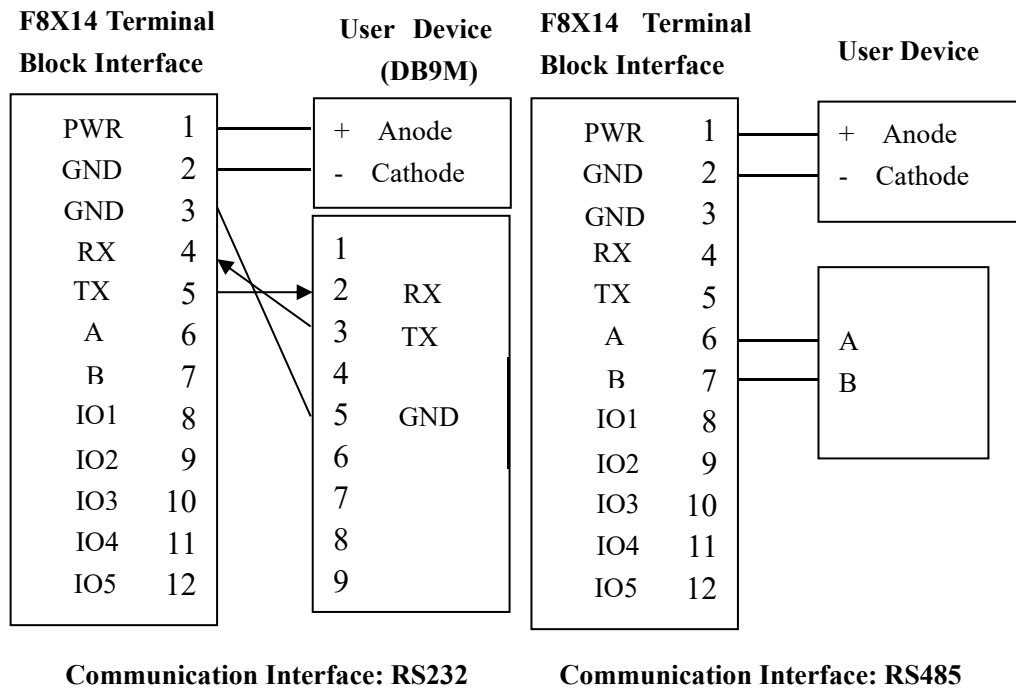 F8X14 Terminal
Block Interface
PWR 1
GND 2
GND 3
RX 4
TX 5
A 6
B 7
IO1 8
IO2 9
IO3 10
IO4 11
IO5 12
User Device
(DB9M)
+ Anode
- Cathode
1
2 RX
3 TX
4
5 GND
6
7
8
9
Communication Interface: RS232
F8X14 Terminal
Block Interface
PWR 1
GND 2
GND 3
RX 4
TX 5
A 6
B 7
IO1 8
IO2 9
IO3 10
IO4 11
IO5 12
User Device
+ Anode
- Cathode
A
B
Communication Interface: RS485